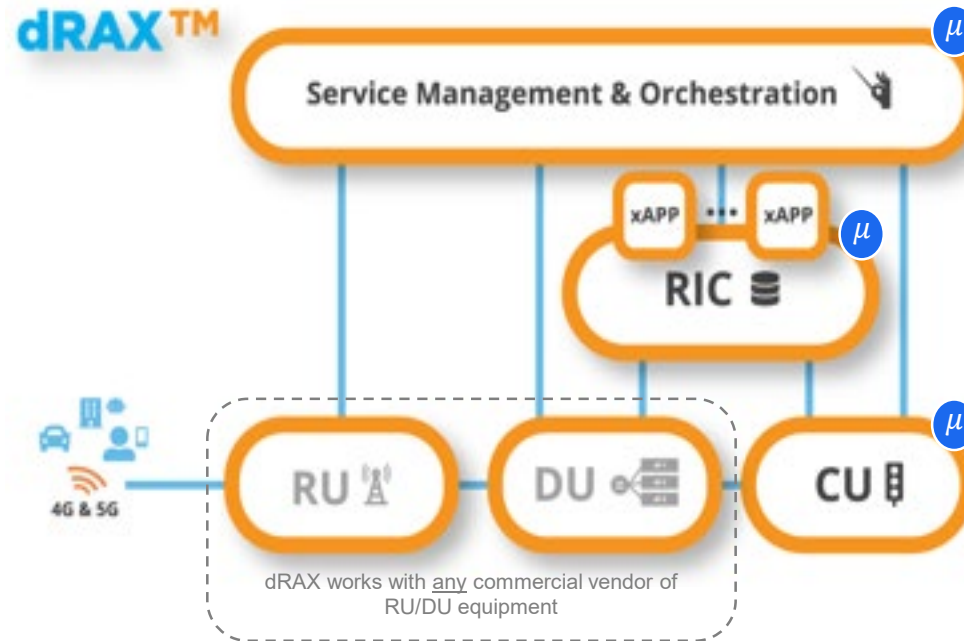 dRAX™
μ
Service Management & Orchestration
xAPP ... xAPP
μ
RIC
μ
RU
DU
CU
4G & 5G
dRAX works with any commercial vendor of
RU/DU equipment